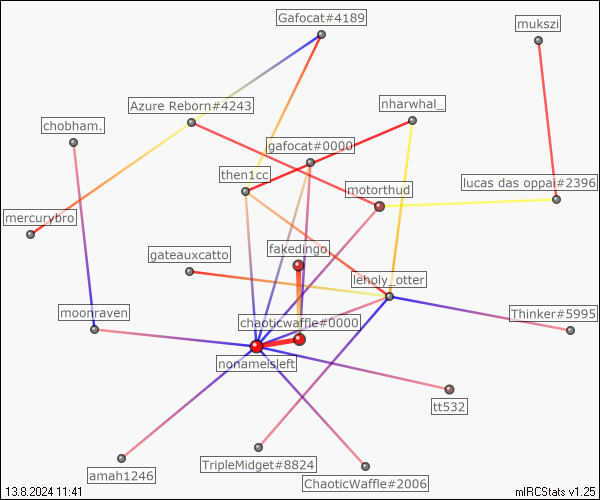 Gafocat#4189
mukszi
Azure Reborn#4243
nharwhal_
chobham.
gafocat#0000
then1cc
motorthud
lucas das oppai#2396
mercurybro
fakedingo
gateauxcatto
leholy_otter
moonraven
chaoticwaffle#0000
Thinker#5995
nonameisleft
tt532
amah1246
TripleMidget#8824
ChaoticWaffle#2006
13.8.2024 11:41
mIRCStats v1.25